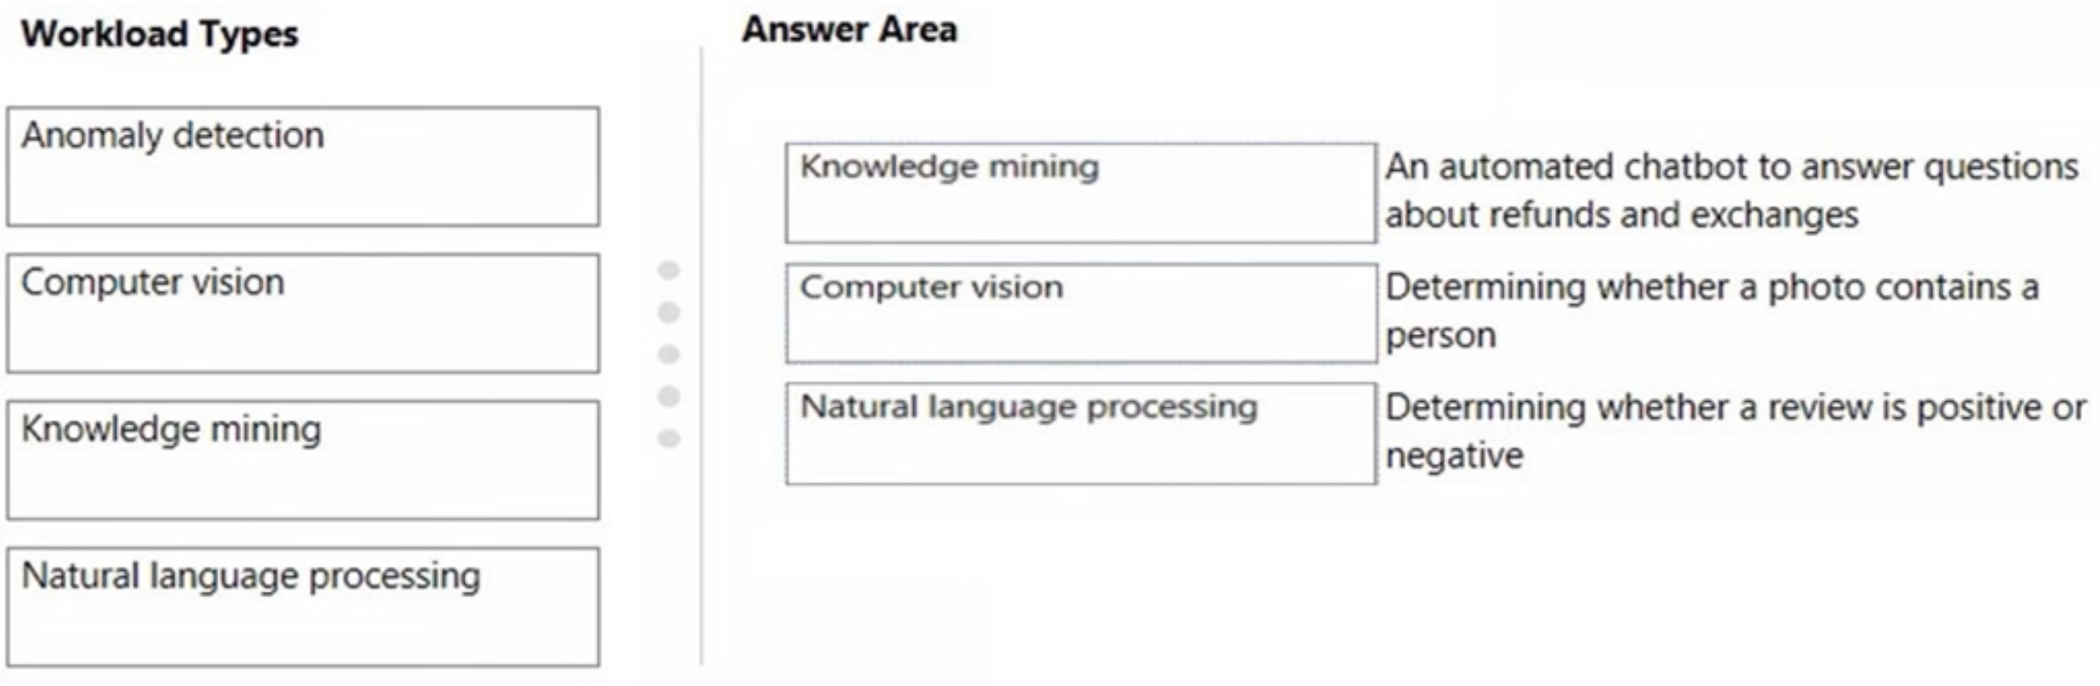 Workload Types
Anomaly detection
Computer vision
Knowledge mining
Natural language processing
Answer Area
Knowledge mining
An automated chatbot to answer questions
about refunds and exchanges
Computer vision
Determining whether a photo contains a
person
Natural language processing
Determining whether a review is positive or
negative